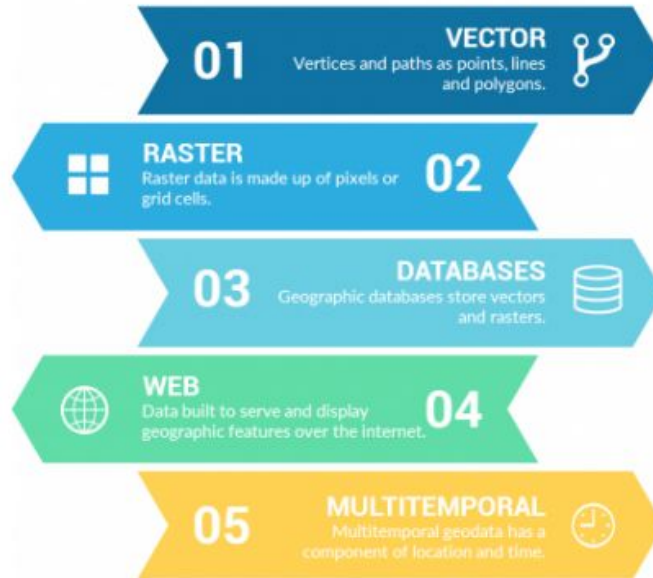 01
VECTOR
Vertices and paths as points, lines
and polygons.
RASTER
Raster data is made up of pixels or
grid cells.
02
03
DATABASES
Geographic databases store vectors
and rasters.
WEB
Data built to serve and display
geographic features over the internet.
04
05
MULTITEMPORAL
Multitemporal geodata has a
component of location and time.